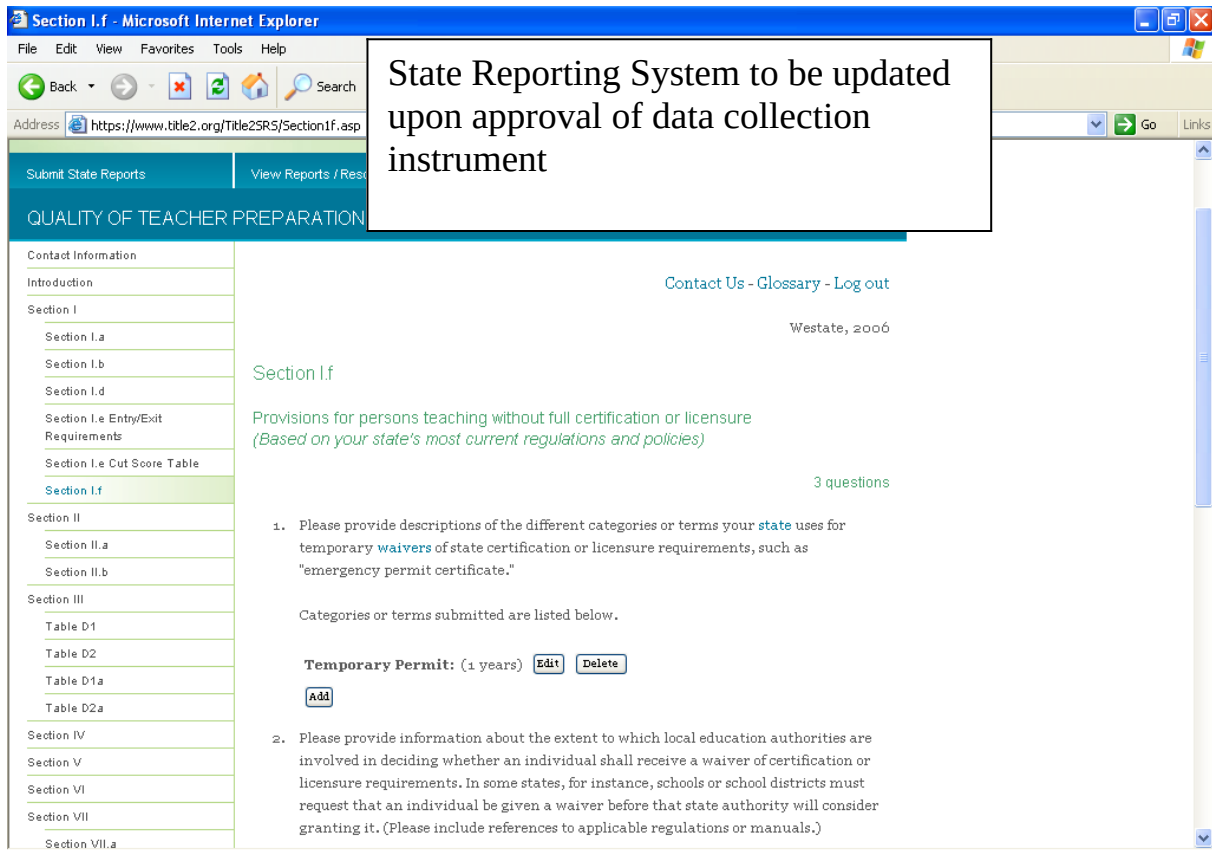 Section I.f - Microsoft Internet Explorer
File Edit View Favorites Tools Help
State Reporting System to be updated
upon approval of data collection
instrument
Back Search
Address https://www.title2.org/Title2SRS/Section1f.asp Go Links
Submit State Reports View Reports / Reso
QUALITY OF TEACHER PREPARATION
Contact Information
Introduction
Section I
Section I.a
Section I.b
Section I.d
Section I.e Entry/Exit
Requirements
Section I.e Cut Score Table
Section I.f
Section II
Section II.a
Section II.b
Section III
Table D1
Table D2
Table D1a
Table D2a
Section IV
Section V
Section VI
Section VII
Section VII.a
Contact Us - Glossary - Log out
Westate, 2006
Section I.f
Provisions for persons teaching without full certification or licensure
(Based on your state's most current regulations and policies)
3 questions
1. Please provide descriptions of the different categories or terms your state uses for
temporary waivers of state certification or licensure requirements, such as
"emergency permit certificate."
Categories or terms submitted are listed below.
Temporary Permit: (1 years) Edit Delete
Add
2. Please provide information about the extent to which local education authorities are
involved in deciding whether an individual shall receive a waiver of certification or
licensure requirements. In some states, for instance, schools or school districts must
request that an individual be given a waiver before that state authority will consider
granting it. (Please include references to applicable regulations or manuals.)